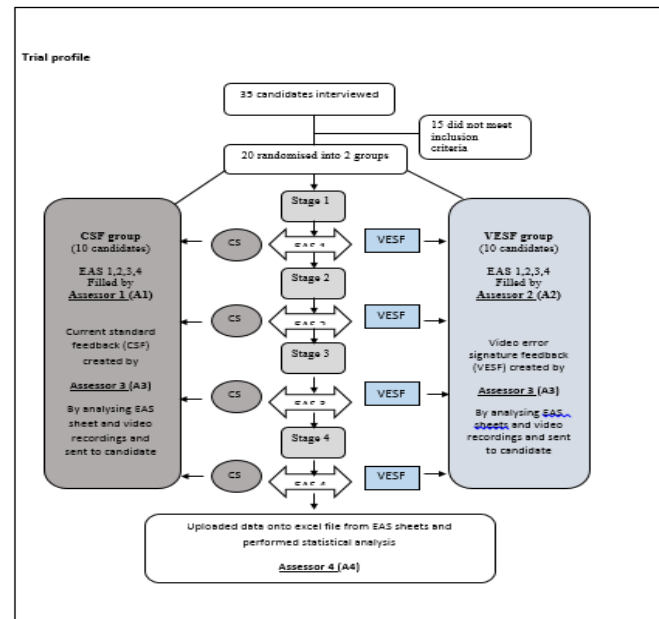 Trial profile
35 candidates interviewed
15 did not meet
inclusion
criteria
20 randomised into 2 groups
Stage 1
CSF group
(10 candidates)
EAS 1,2,3,4
Filled by
Assessor 1 (A1)
Current standard
feedback (CSF)
created by
Assessor 3 (A3)
By analysing EAS
sheet and video
recordings and
sent to candidate
CS
VESF
Stage 2
CS
VESF
Stage 3
CS
VESF
Stage 4
CS
VESF
VESF group
(10 candidates)
EAS 1,2,3,4
Filled by
Assessor 2 (A2)
Video error
signature feedback
(VESF) created by
Assessor 3 (A3)
By analysing EAS
sheets and video
recordings and sent
to candidate
Uploaded data onto excel file from EAS sheets and
performed statistical analysis
Assessor 4 (A4)